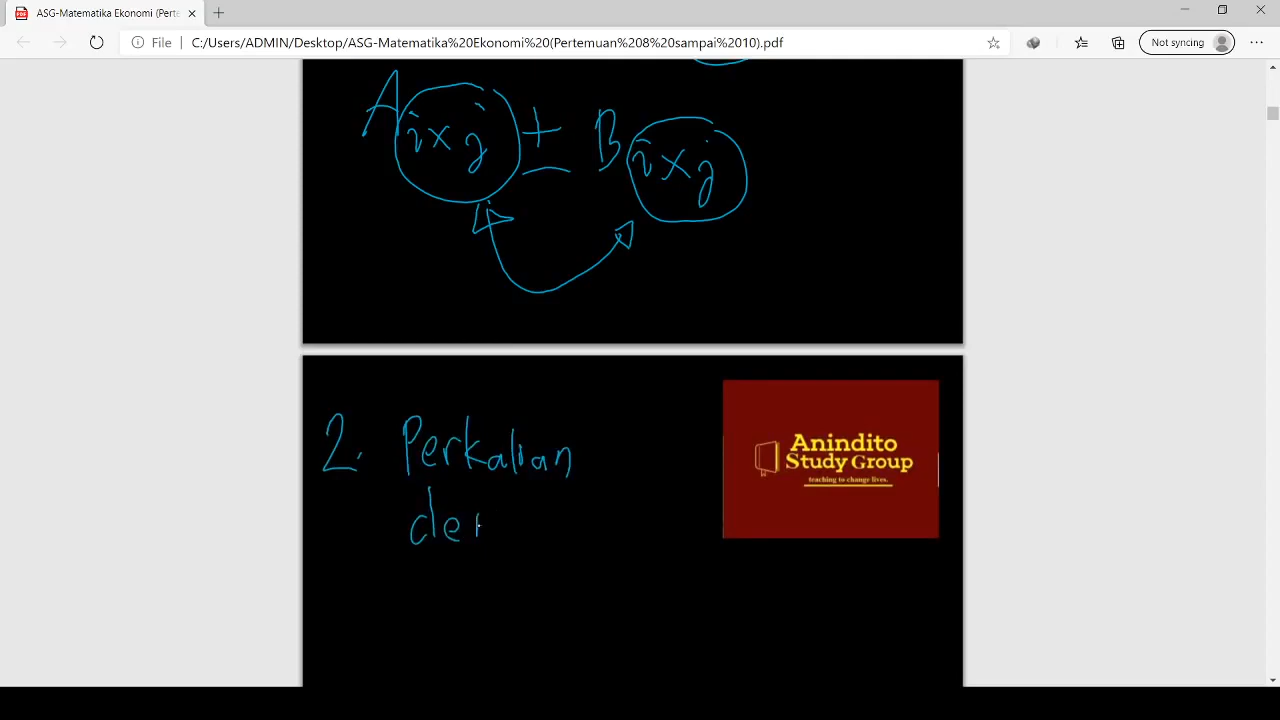 ASG-Matematika Ekonomi (Perte
Not syncing
File
C:/Users/ADMIN/Desktop/ASG-Matematika%20Ekonomi%20(Pertemuan%208%20sampai%2010).pdf
A i×j ± B i×j
2. Perkalian
Anindito
Study Group
teaching to change lives.